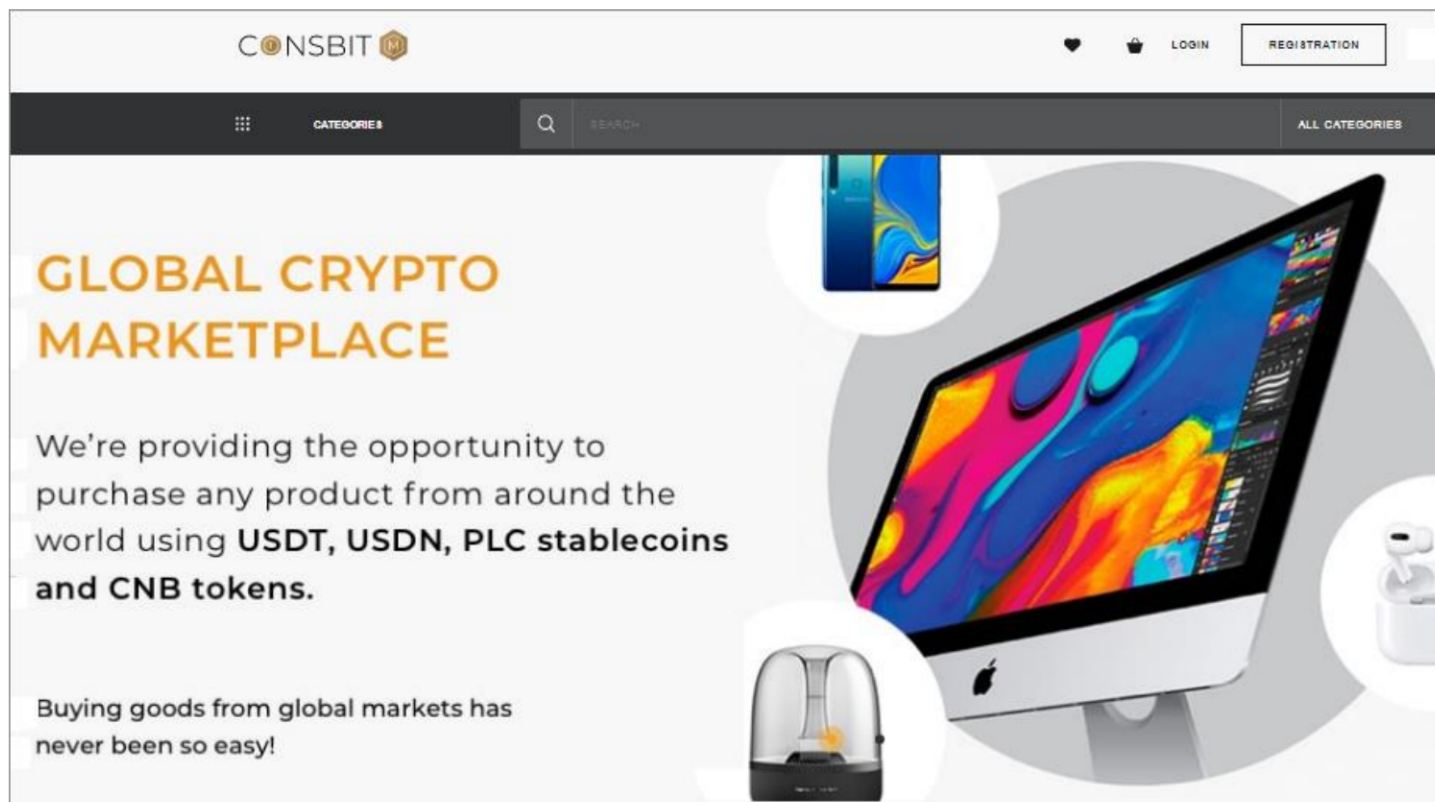 CONSBIT M
LOGIN
REGISTRATION
CATEGORIES
SEARCH
ALL CATEGORIES
GLOBAL CRYPTO
MARKETPLACE
We're providing the opportunity to
purchase any product from around the
world using USDT, USDN, PLC stablecoins
and CNB tokens.
Buying goods from global markets has
never been so easy!